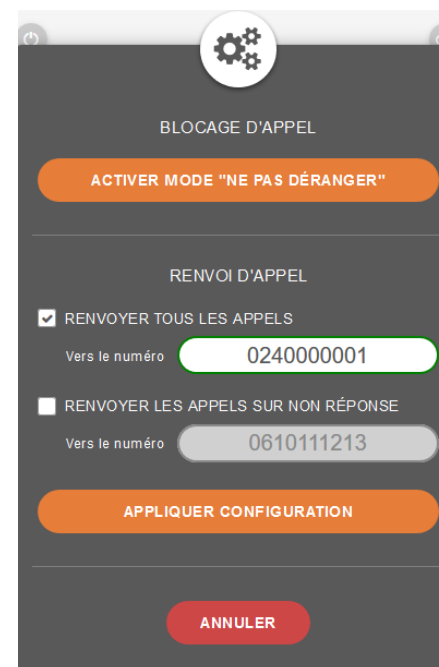 BLOCAGE D'APPEL
ACTIVER MODE "NE PAS DÉRANGER"
RENVOI D'APPEL
RENVOYER TOUS LES APPELS
Vers le numéro 0240000001
RENVOYER LES APPELS SUR NON RÉPONSE
Vers le numéro 0610111213
APPLIQUER CONFIGURATION
ANNULER